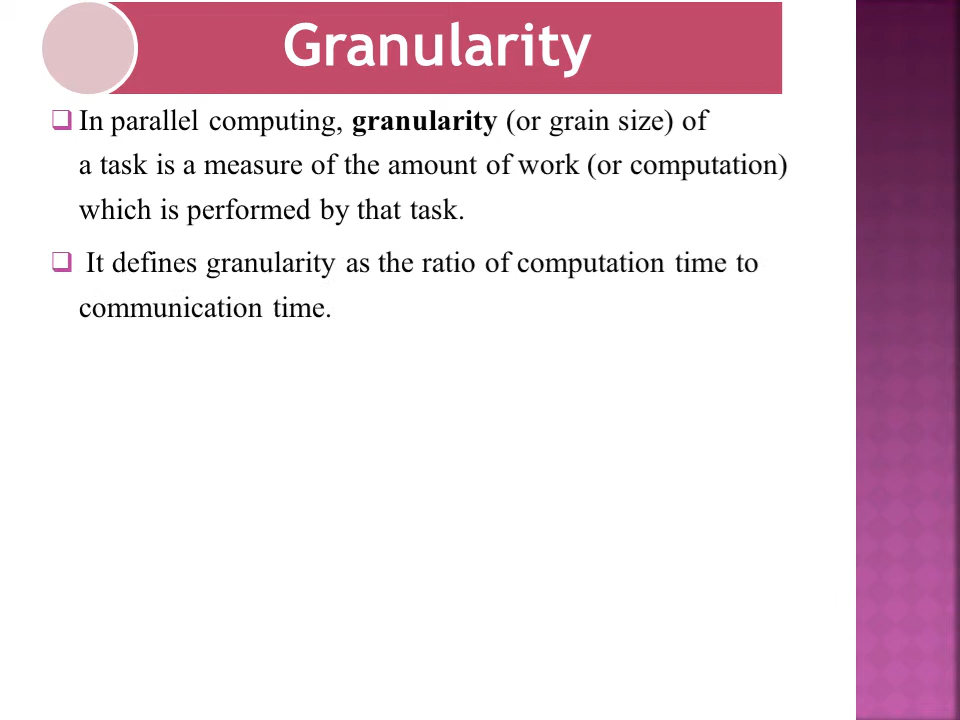 Granularity
In parallel computing, granularity (or grain size) of
a task is a measure of the amount of work (or computation)
which is performed by that task.
It defines granularity as the ratio of computation time to
communication time.